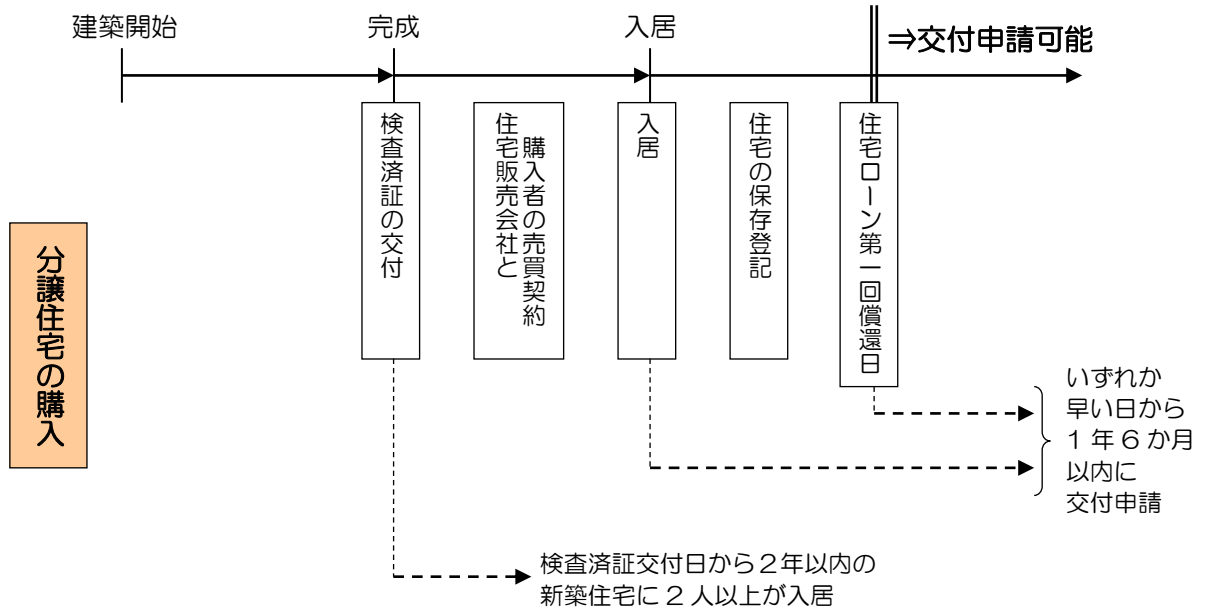 建築開始
完成
入居
⇒交付申請可能
検査済証の交付
住宅販売会社と
購入者の売買契約
入居
住宅の保存登記
住宅ローン第一回償還日
分譲住宅の購入
いずれか
早い日から
1年6か月
以内に
交付申請
検査済証交付日から2年以内の
新築住宅に2人以上が入居